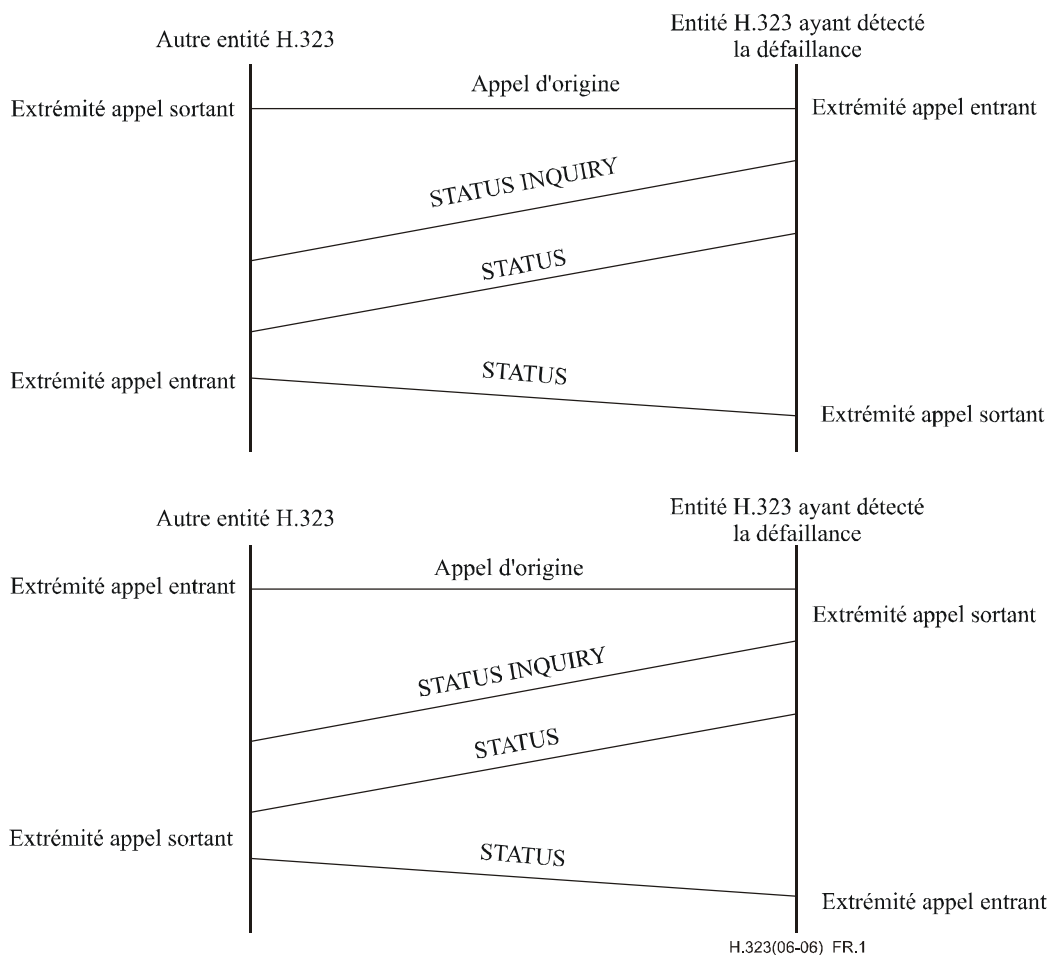 Autre entité H.323
Entité H.323 ayant détecté
la défaillance
Appel d'origine
Extrémité appel sortant
Extrémité appel entrant
STATUS INQUIRY
STATUS
STATUS
Extrémité appel entrant
Extrémité appel sortant
Autre entité H.323
Entité H.323 ayant détecté
la défaillance
Appel d'origine
Extrémité appel entrant
Extrémité appel sortant
STATUS INQUIRY
STATUS
Extrémité appel sortant
STATUS
Extrémité appel entrant
H.323(06-06) FR.1